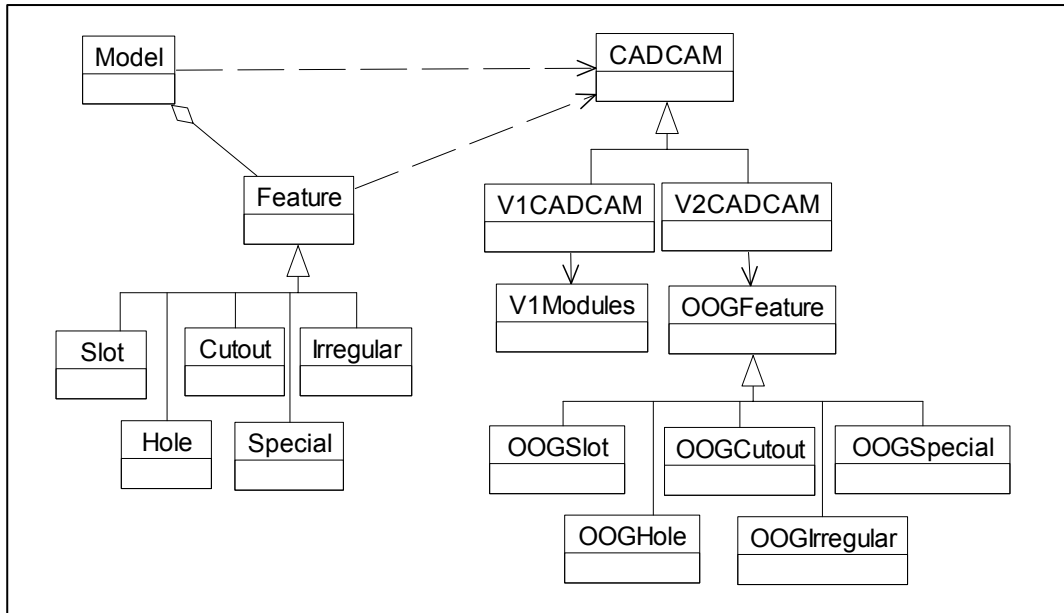 Model
CADCAM
Feature
V1CADCAM
V2CADCAM
V1Modules
OOGFeature
Slot
Cutout
Irregular
Hole
Special
OOGSlot
OOGCutout
OOGSpecial
OOGHole
OOGIrregular